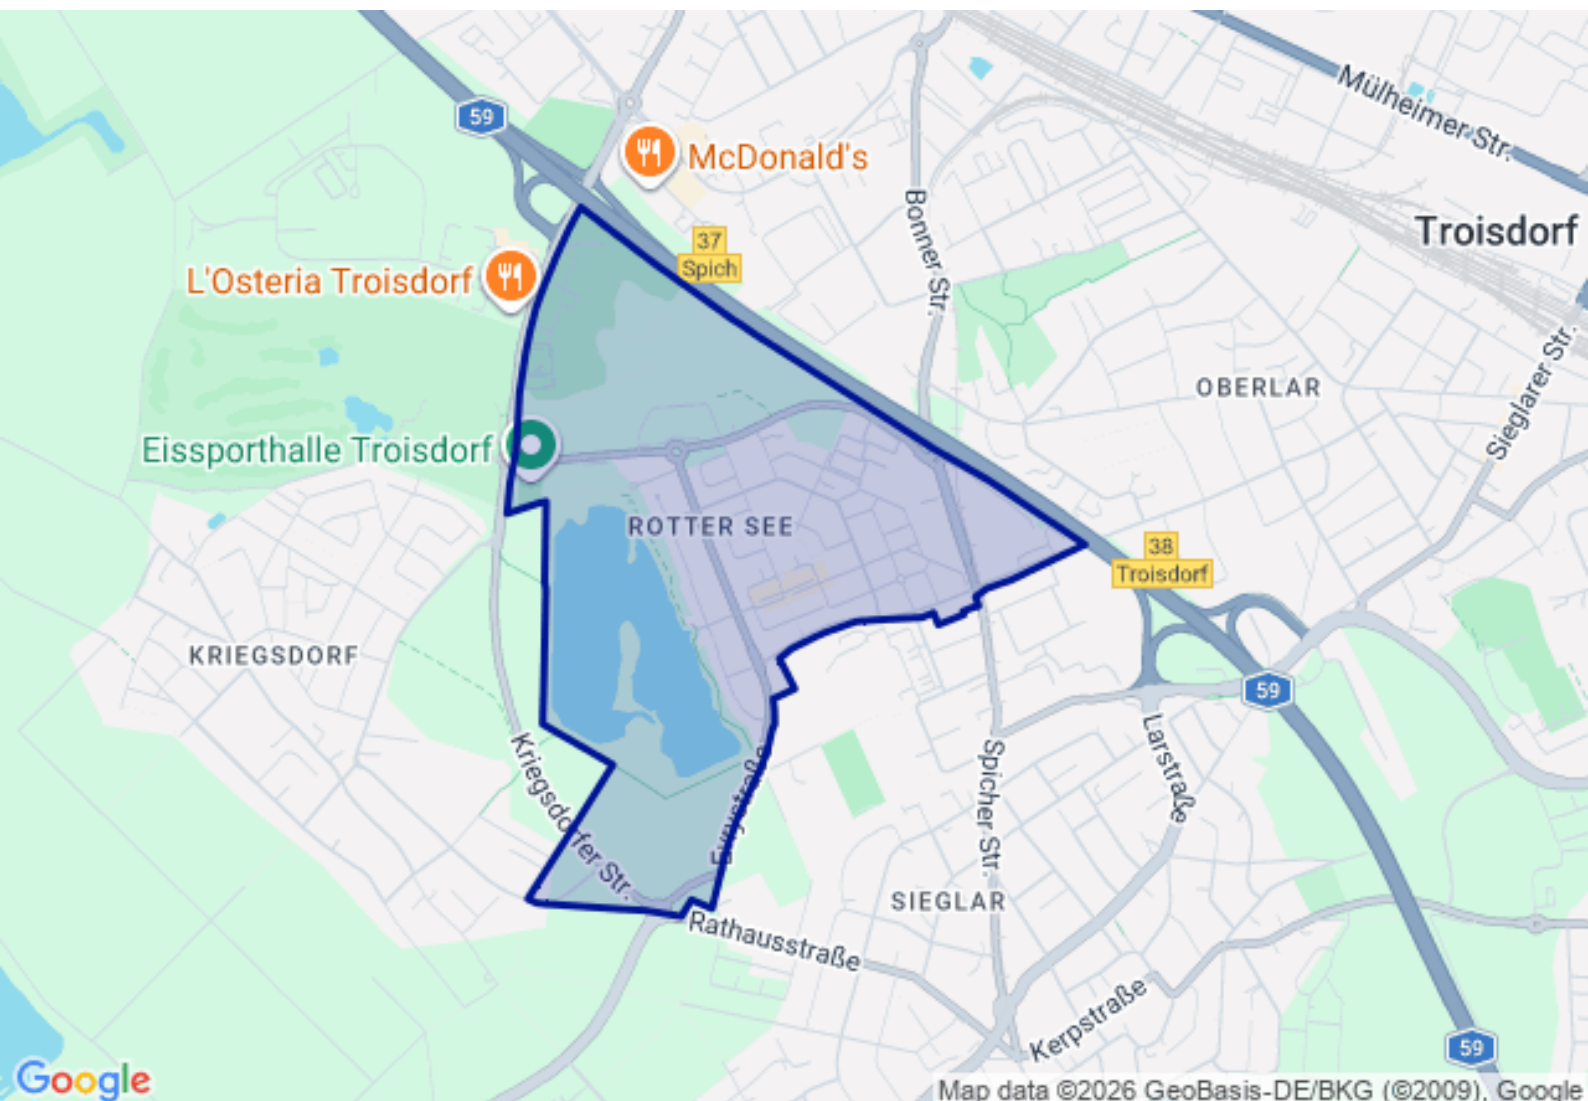 Mülheimer Str.
59
McDonald's
Troisdorf
Bonner Str.
37
Spich
L'Osteria Troisdorf
OBERLAR
Sieglarer Str.
Eissporthalle Troisdorf
ROTTER SEE
38
Troisdorf
KRIEGSDORF
59
Kriegsdorfer Str.
Evrystraße
Spicher Str.
Larstraße
SIEGLAR
Rathausstraße
Kerpstraße
59
Google
Map data ©2026 GeoBasis-DE/BKG (©2009), Google